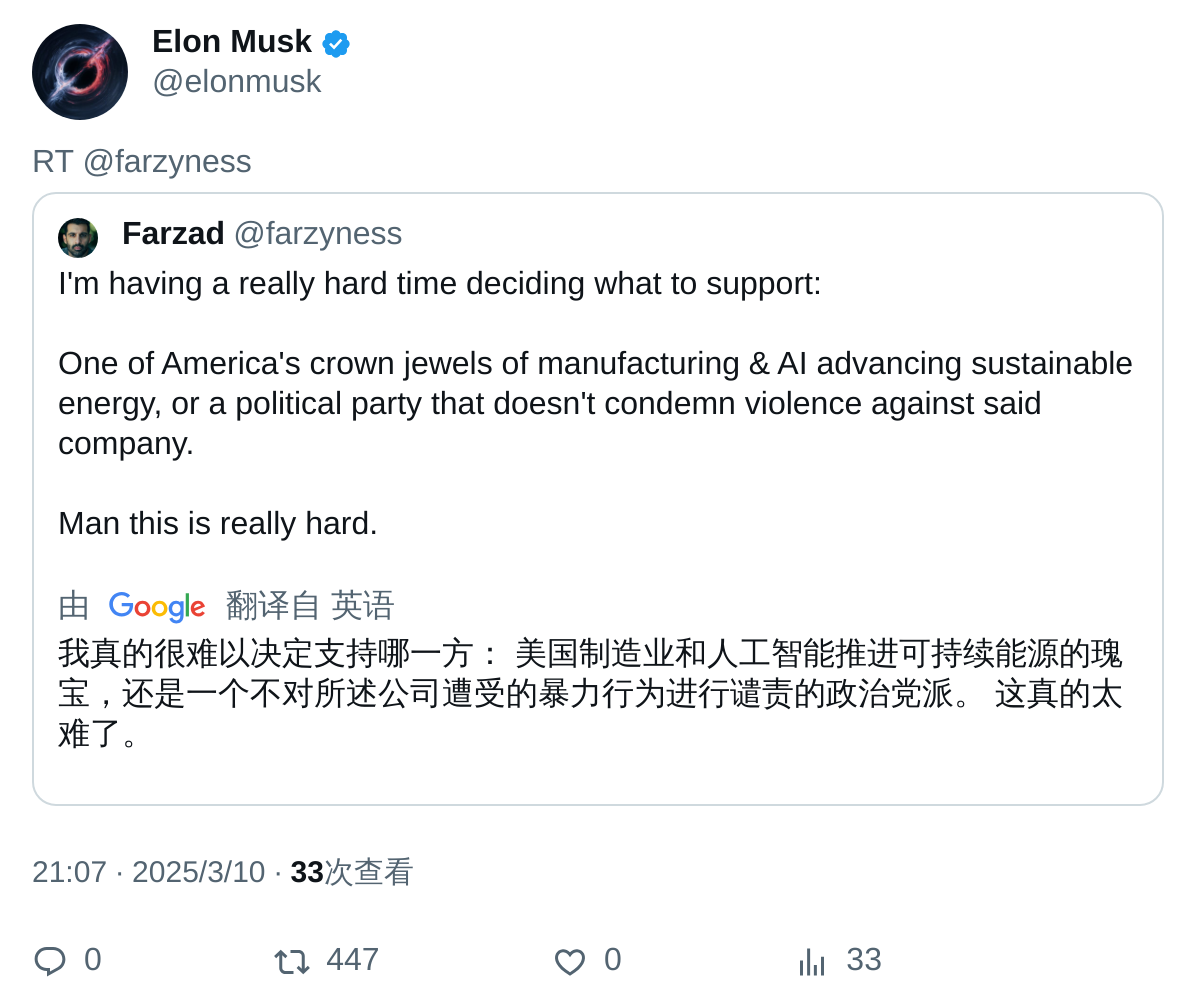 Elon Musk
@elonmusk
RT @farzyness
Farzad @farzyness
I'm having a really hard time deciding what to support:
One of America's crown jewels of manufacturing & AI advancing sustainable
energy, or a political party that doesn't condemn violence against said
company.
Man this is really hard.
由 Google 翻译自 英语
我真的很难以决定支持哪一方： 美国制造业和人工智能推进可持续能源的瑰
宝，还是一个不对所述公司遭受的暴力行为进行谴责的政治党派。 这真的太
难了。
21:07 · 2025/3/10 · 33次查看
0 447 0 33